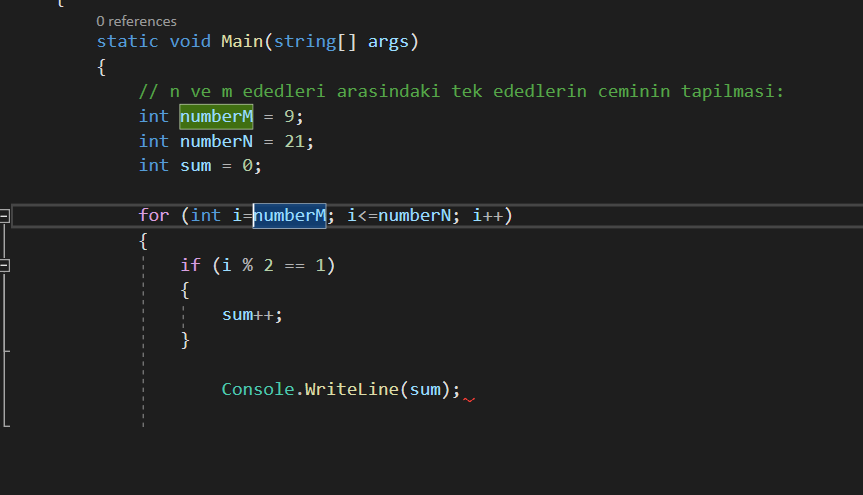 {
0 references
static void Main(string[] args)
{
// n ve m ededleri arasindaki tek ededlerin ceminin tapilmasi:
int numberM = 9;
int numberN = 21;
int sum = 0;
for (int i=numberM; i<=numberN; i++)
{
if (i % 2 == 1)
{
sum++;
}
Console.WriteLine(sum);